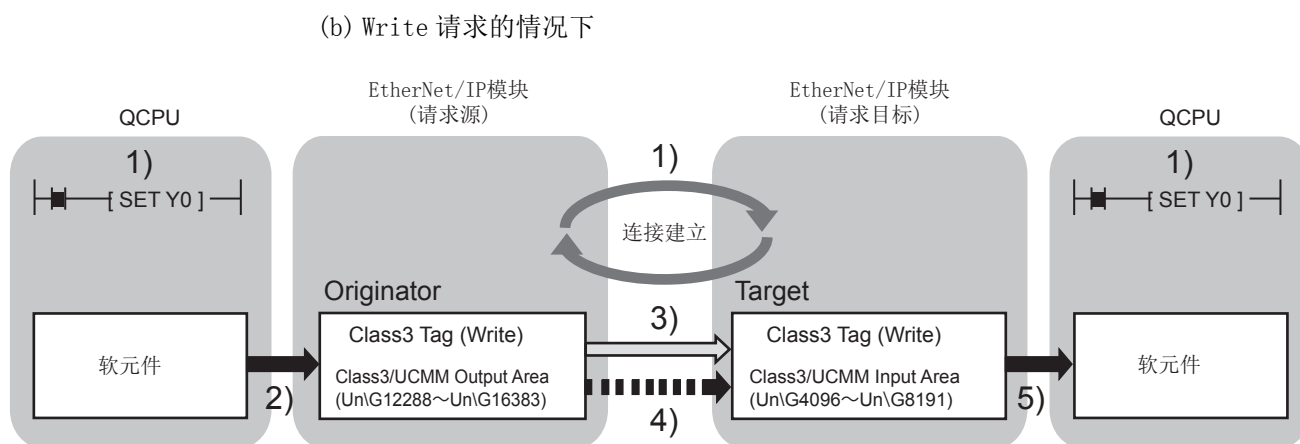 (b) Write 请求的情况下
EtherNet/IP模块
(请求源)
EtherNet/IP模块
(请求目标)
QCPU
QCPU
1)
1)
1)
[ SET Y0 ]
[ SET Y0 ]
连接建立
Originator
Target
Class3 Tag (Write)
3)
Class3 Tag (Write)
软元件
软元件
Class3/UCMM Output Area
(Un\G12288～Un\G16383)
Class3/UCMM Input Area
(Un\G4096～Un\G8191)
2)
4)
5)